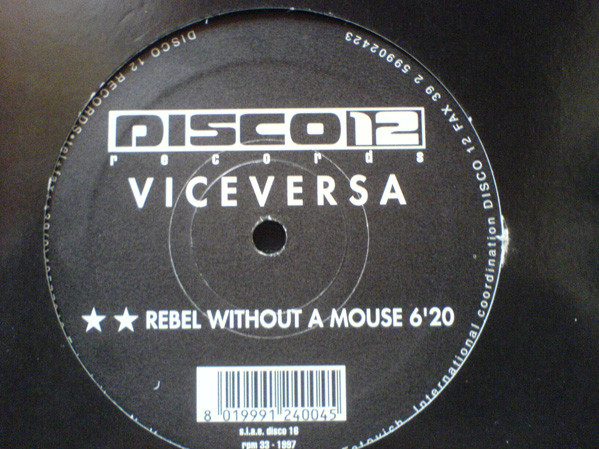 DISCO 12
records
VICEVERSA
★ ★ REBEL WITHOUT A MOUSE 6'20
8 019991 240045
s.i.a.e. disco 16
rpm 33 - 1997
DISCO 12 RECORDS
International coordination DISCO 12 FAX 39 2 59902423